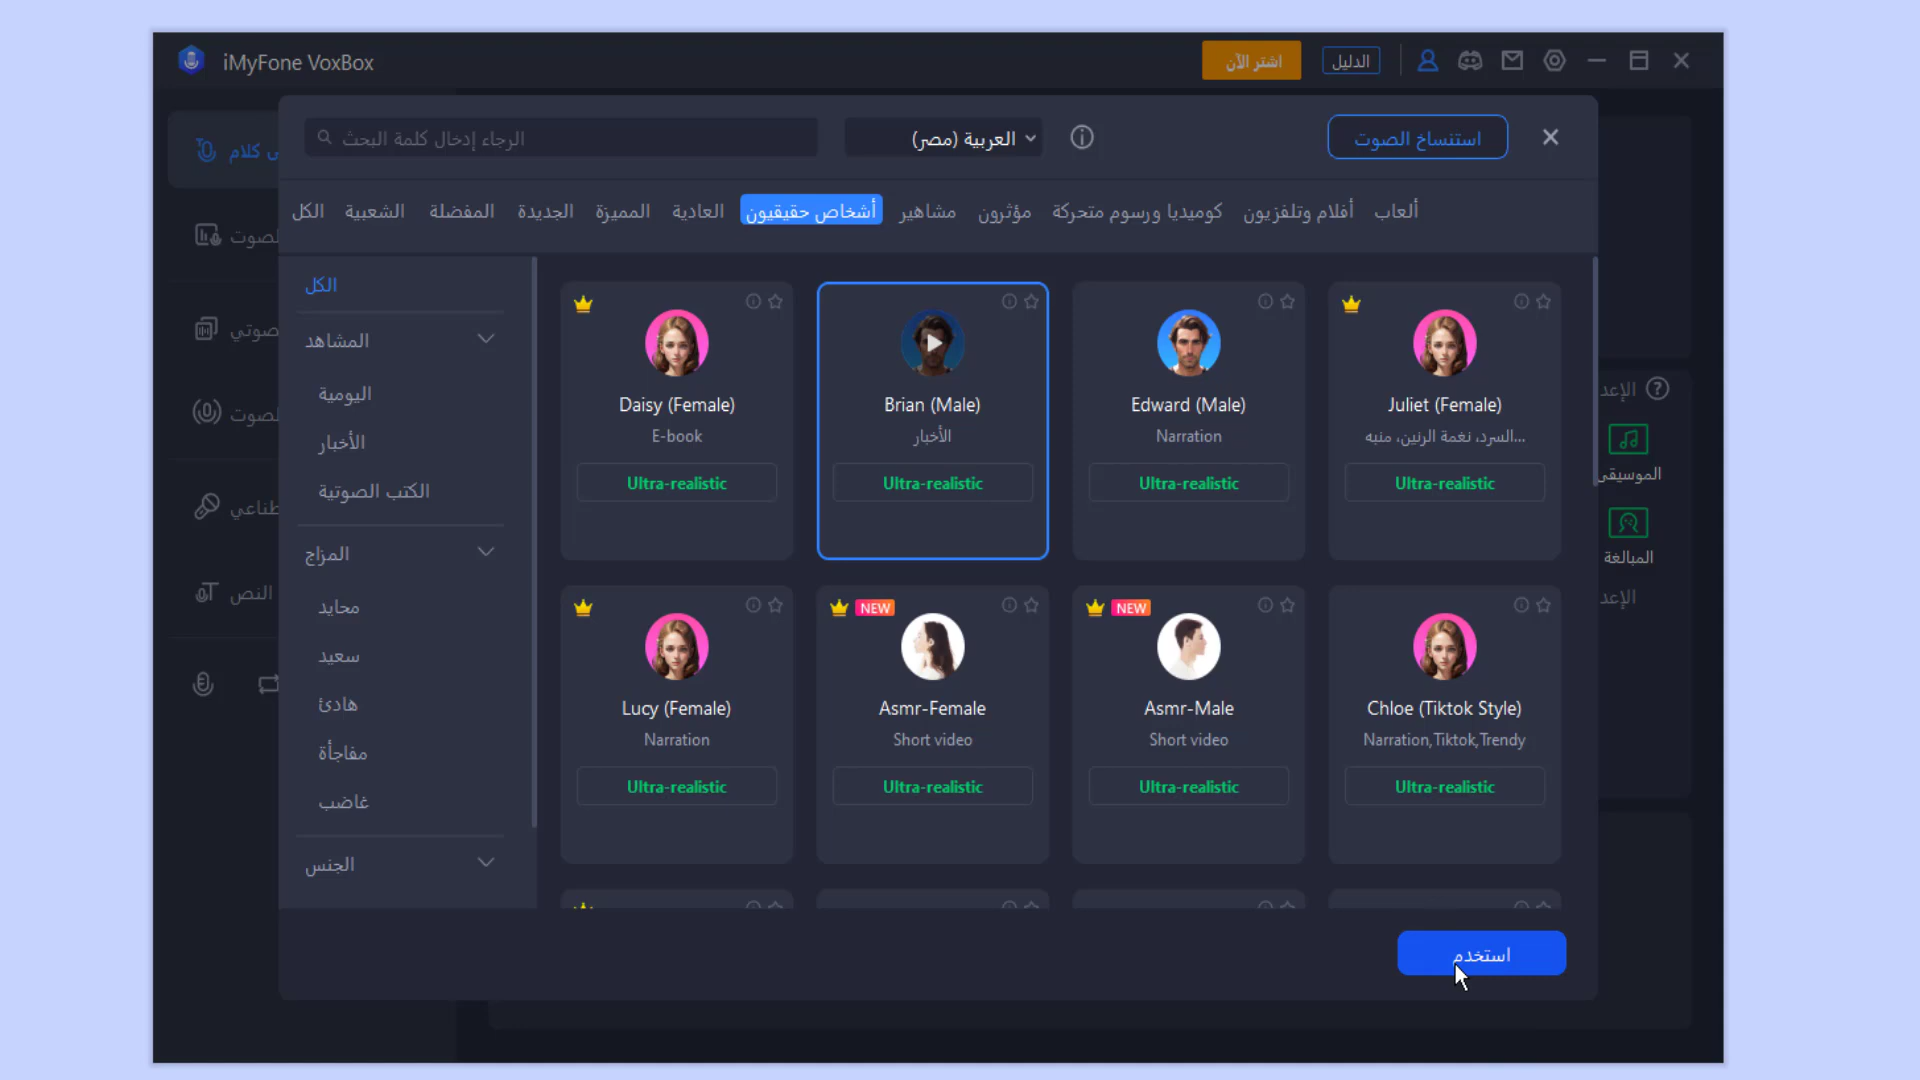 iMyFone VoxBox
اشتر الآن
الدليل
الرجاء إدخال كلمة البحث
العربية (مصر)
استنساخ الصوت
الكل
الشعبية
المفضلة
الجديدة
المميزة
العادية
أشخاص حقيقيون
مشاهير
مؤثرون
كوميديا ورسوم متحركة
أفلام وتلفزيون
ألعاب
كلام
الكل
المشاهد
اليومية
الأخبار
الكتب الصوتية
المزاج
محايد
سعيد
هادئ
مفاجأة
غاضب
الجنس
النص
Daisy (Female)
E-book
Ultra-realistic
Brian (Male)
الأخبار
Ultra-realistic
Edward (Male)
Narration
Ultra-realistic
Juliet (Female)
السرد، نغمة الرنين، منبه...
Ultra-realistic
Lucy (Female)
Narration
Ultra-realistic
NEW
Asmr-Female
Short video
Ultra-realistic
NEW
Asmr-Male
Short video
Ultra-realistic
Chloe (Tiktok Style)
Narration,Tiktok,Trendy
Ultra-realistic
الموسيقى
المبالغة
استخدم